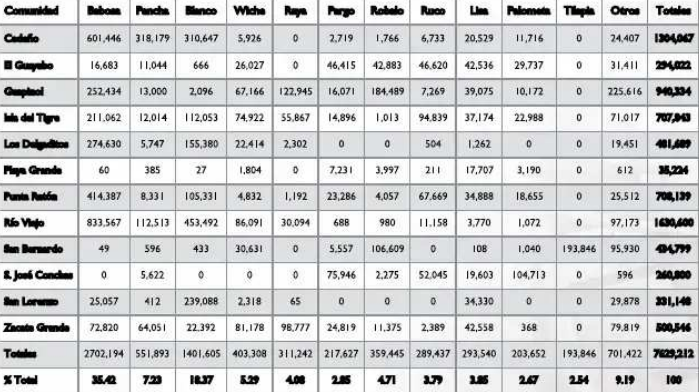 Comunidad Babosa Pancha Blanco Wicha Raya Pargo Robalo Ruco Lisa Palometa Tilapia Otros Totales
Cedeño 601,446 318,179 310,647 5,926 0 2,719 1,766 6,733 20,529 11,716 0 24,407 1304,067
El Guayabo 16,683 11,044 666 26,027 0 46,415 42,883 46,620 42,536 29,737 0 31,411 294,022
Guapinol 252,434 13,000 2,096 67,166 122,945 16,071 184,489 7,269 39,075 10,172 0 225,616 940,334
Isla del Tigre 211,062 12,014 112,053 74,922 55,867 14,896 1,013 94,839 37,174 22,988 0 71,017 707,843
Los Delgaditos 274,630 5,747 155,380 22,414 2,302 0 0 504 1,262 0 0 19,451 481,689
Playa Grande 60 385 27 1,804 0 7,231 3,997 211 17,707 3,190 0 612 35,224
Punta Ratón 414,387 8,331 105,331 4,832 1,192 23,286 4,057 67,669 34,888 18,655 0 25,512 708,139
Río Viejo 833,567 112,513 453,492 86,091 30,094 688 980 11,158 3,770 1,072 0 97,173 1630,600
San Bernardo 49 596 433 30,631 0 5,557 106,609 0 108 1,040 193,846 95,930 434,799
S. José Conchas 0 5,622 0 0 0 75,946 2,275 52,045 19,603 104,713 0 596 260,800
San Lorenzo 25,057 412 239,088 2,318 65 0 0 0 34,330 0 0 29,878 331,148
Zacate Grande 72,820 64,051 22,392 81,178 98,777 24,819 11,375 2,389 42,558 368 0 79,819 500,546
Totales 2702,194 551,893 1401,605 403,308 311,242 217,627 359,445 289,437 293,540 203,652 193,846 701,422 7629,212
% Total 35.42 7.23 18.37 5.29 4.08 2.85 4.71 3.79 3.85 2.67 2.54 9.19 100